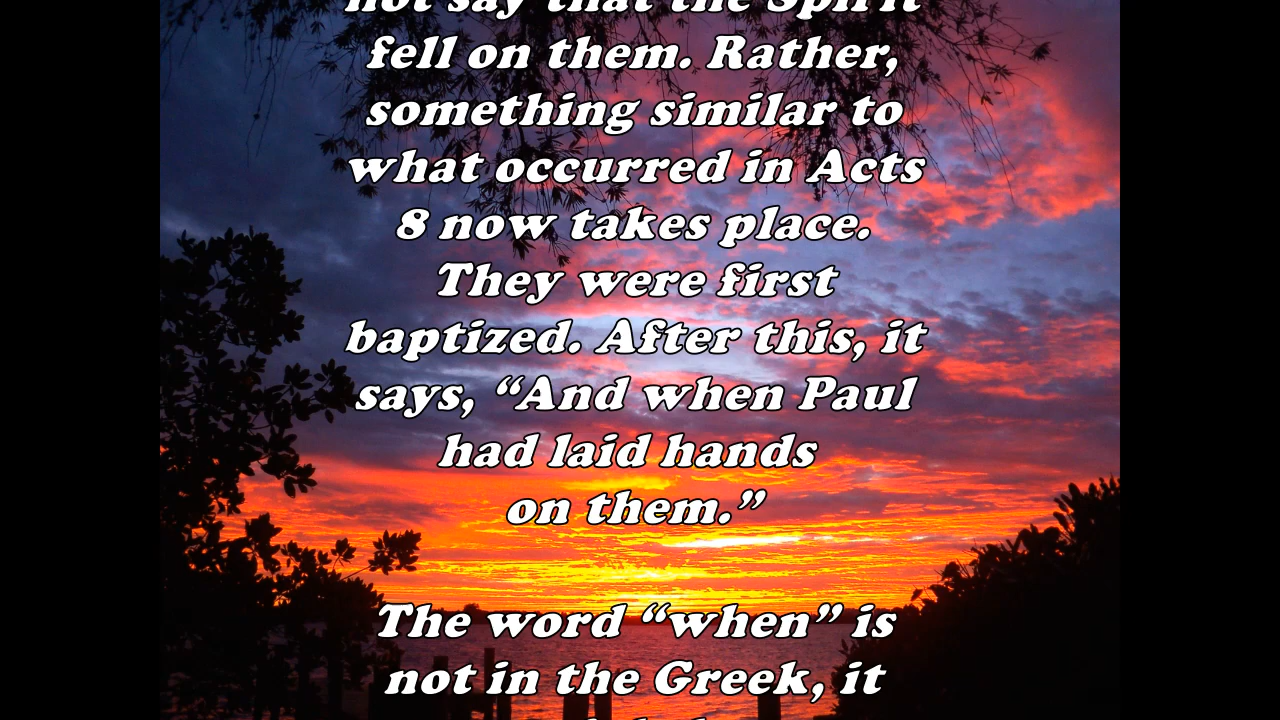 not say that the Spirit
fell on them. Rather,
something similar to
what occurred in Acts
8 now takes place.
They were first
baptized. After this, it
says, “And when Paul
had laid hands
on them.”
The word “when” is
not in the Greek, it